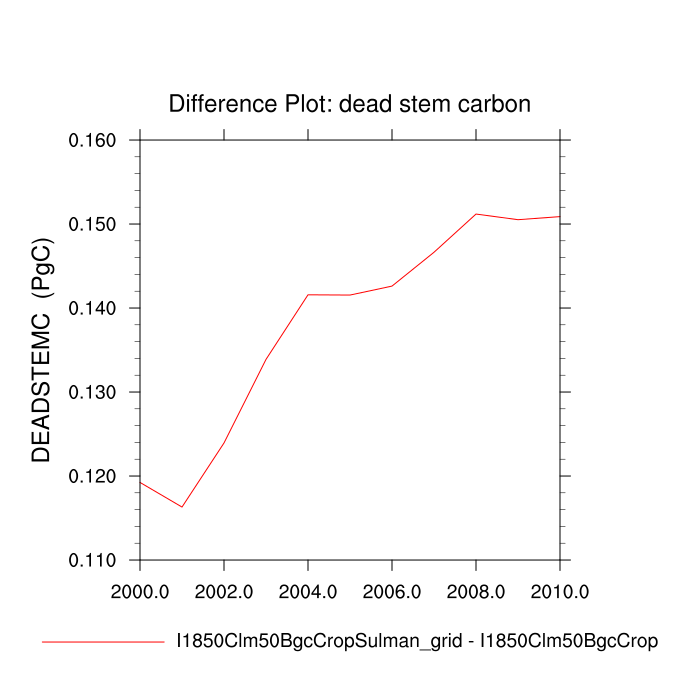 Difference Plot: dead stem carbon
DEADSTEMC (PgC)
0.160
0.150
0.140
0.130
0.120
0.110
2000.0 2002.0 2004.0 2006.0 2008.0 2010.0
I1850Clm50BgcCropSulman_grid - I1850Clm50BgcCrop